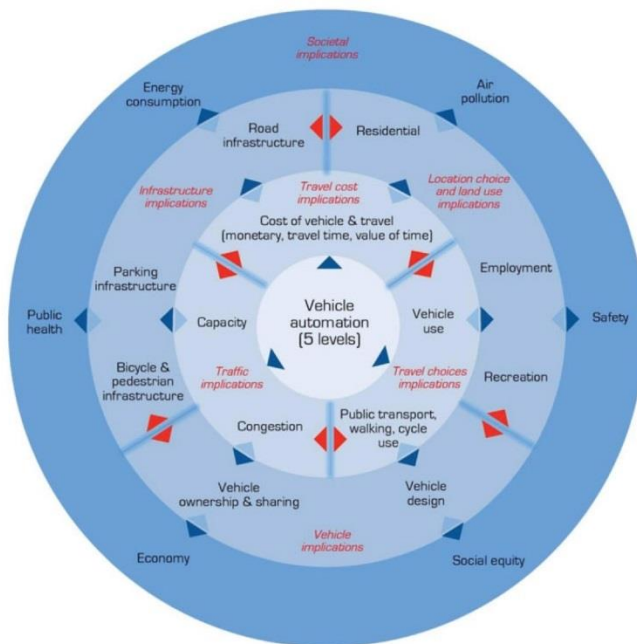 Societal
implications
Energy
consumption
Air
pollution
Road
infrastructure
Residential
Infrastructure
implications
Travel cost
implications
Location choice
and land use
implications
Cost of vehicle & travel
(monetary, travel time, value of time)
Parking
infrastructure
Employment
Public
health
Capacity
Vehicle
automation
(5 levels)
Vehicle
use
Safety
Bicycle &
pedestrian
infrastructure
Traffic
implications
Travel choices
implications
Recreation
Congestion
Public transport,
walking, cycle
use
Vehicle
ownership & sharing
Vehicle
design
Vehicle
implications
Economy
Social equity